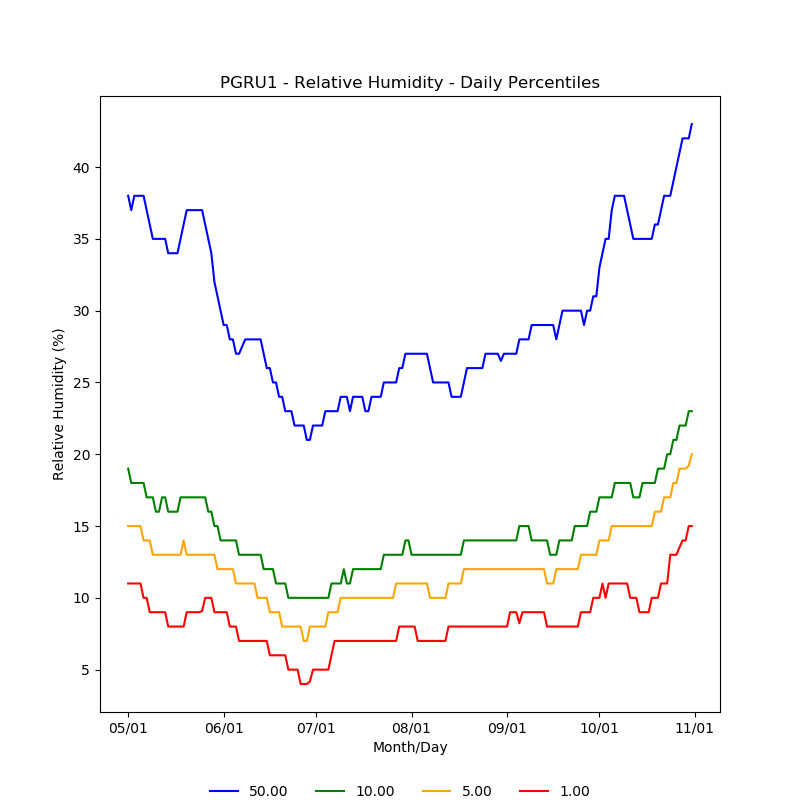 PGRU1 - Relative Humidity - Daily Percentiles
Relative Humidity (%)
40
35
30
25
20
15
10
5
05/01 06/01 07/01 08/01 09/01 10/01 11/01
Month/Day
50.00 10.00 5.00 1.00